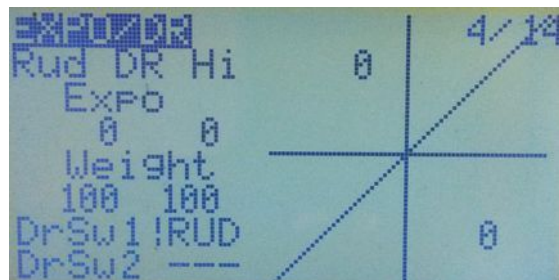 EXPO/DR 4/14
Rud DR Hi 0
Expo
0 0
Weight
100 100
DrSw1 !RUD 0
DrSw2 ---